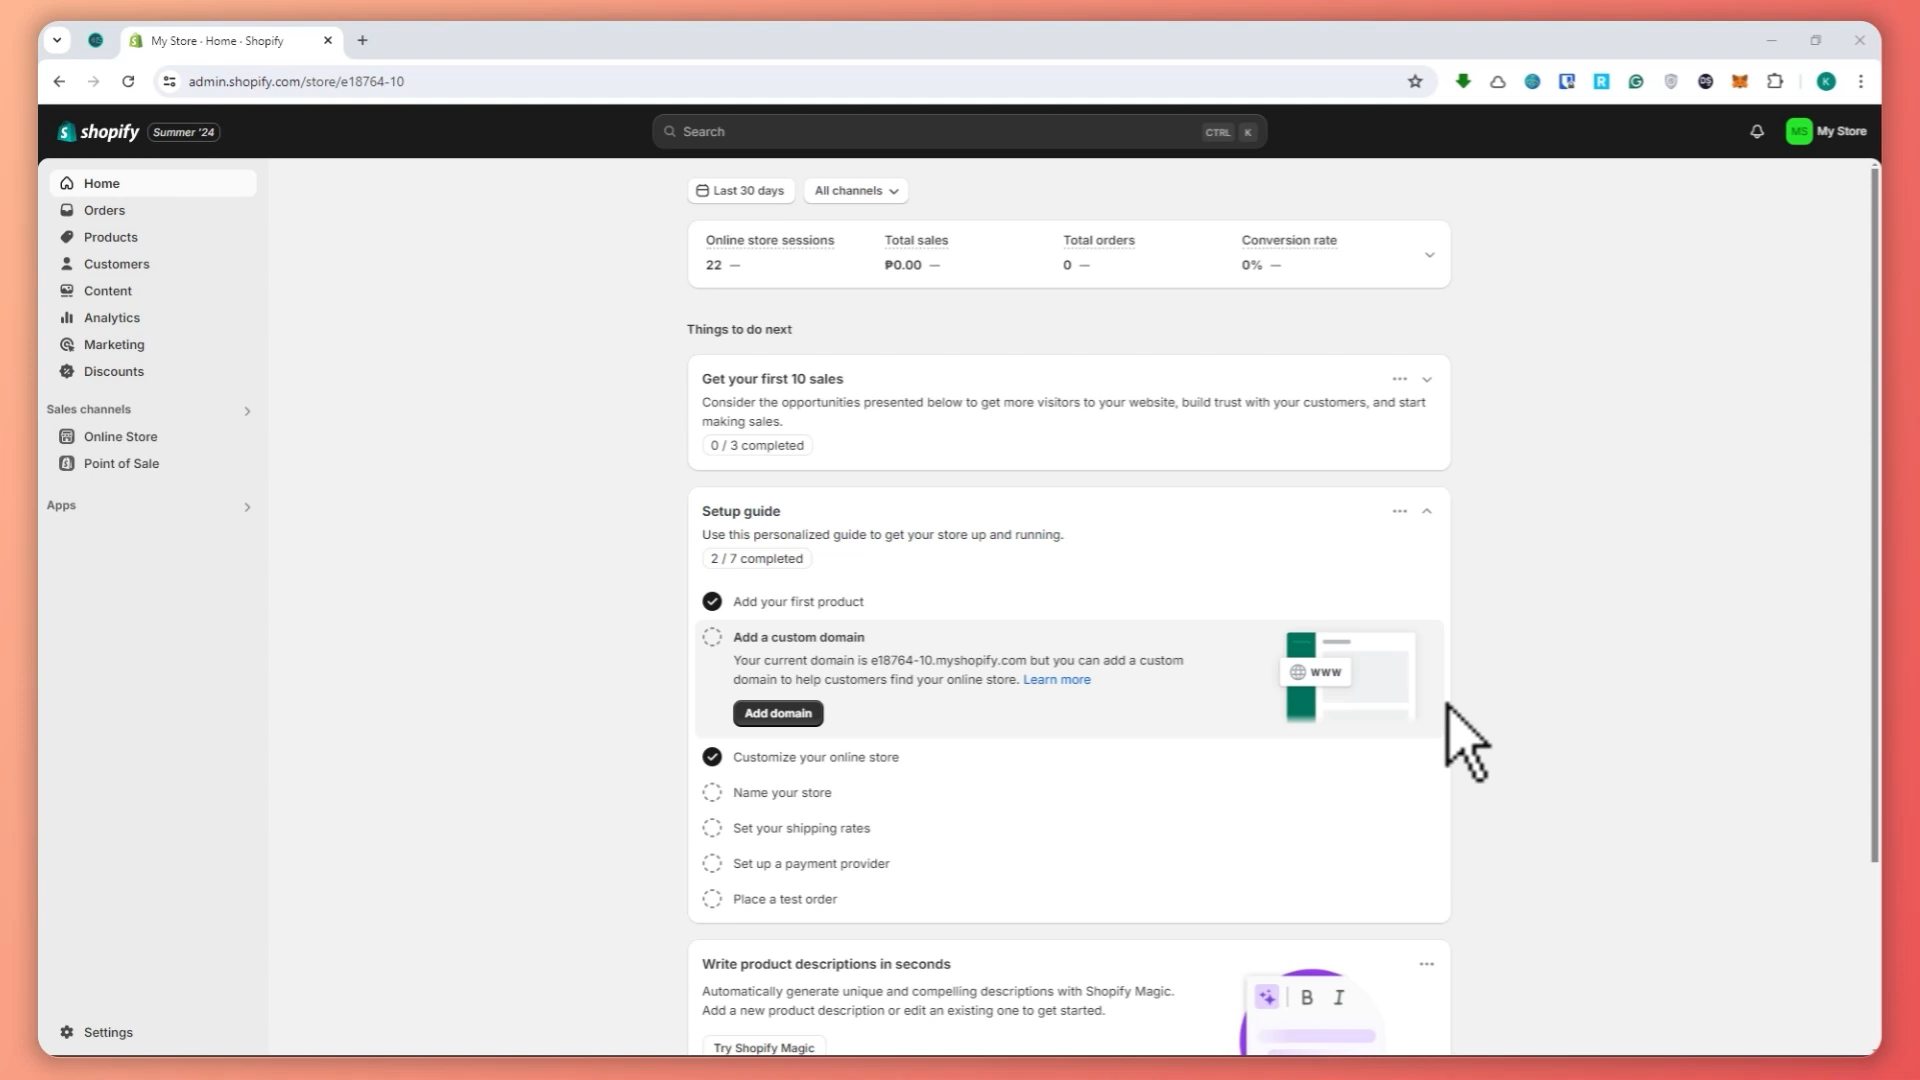 My Store · Home · Shopify
admin.shopify.com/store/e18764-10
K
shopify Summer '24
Search CTRL K
MS My Store
Home
Orders
Products
Customers
Content
Analytics
Marketing
Discounts
Sales channels
Online Store
Point of Sale
Apps
Settings
Last 30 days All channels
Online store sessions Total sales Total orders Conversion rate
22 — ₱0.00 — 0 — 0% —
Things to do next
Get your first 10 sales
Consider the opportunities presented below to get more visitors to your website, build trust with your customers, and start
making sales.
0 / 3 completed
Setup guide
Use this personalized guide to get your store up and running.
2 / 7 completed
Add your first product
Add a custom domain
Your current domain is e18764-10.myshopify.com but you can add a custom
domain to help customers find your online store. Learn more
Add domain
www
Customize your online store
Name your store
Set your shipping rates
Set up a payment provider
Place a test order
Write product descriptions in seconds
Automatically generate unique and compelling descriptions with Shopify Magic.
Add a new product description or edit an existing one to get started.
Try Shopify Magic
B I